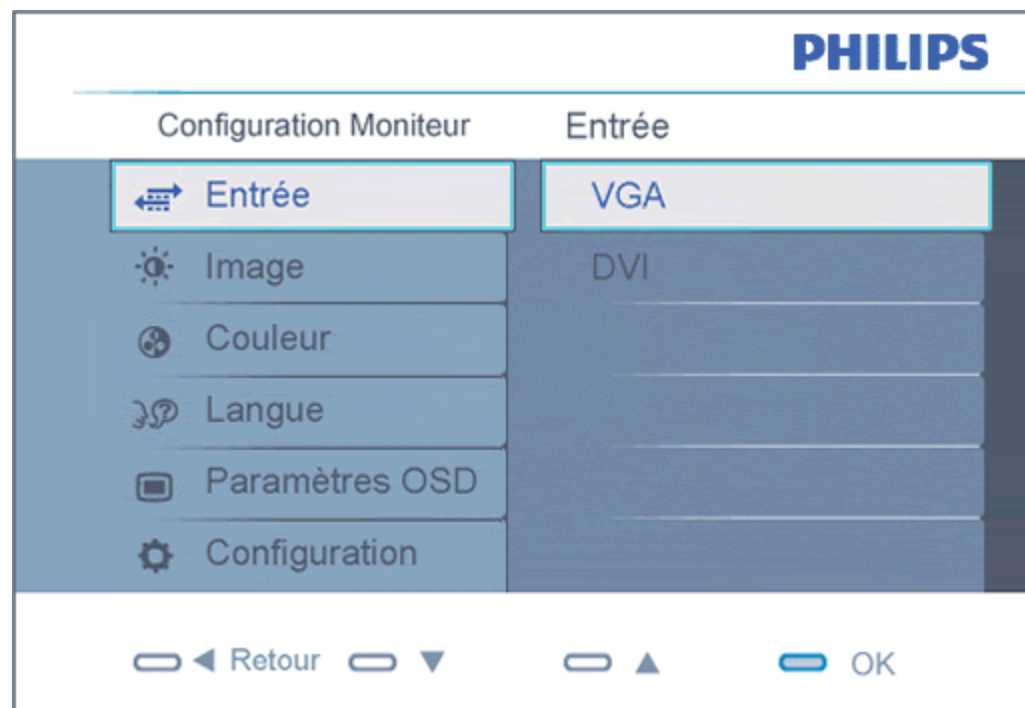 PHILIPS
Configuration Moniteur
Entrée
Entrée
VGA
Image
DVI
Couleur
Langue
Paramètres OSD
Configuration
Retour
OK